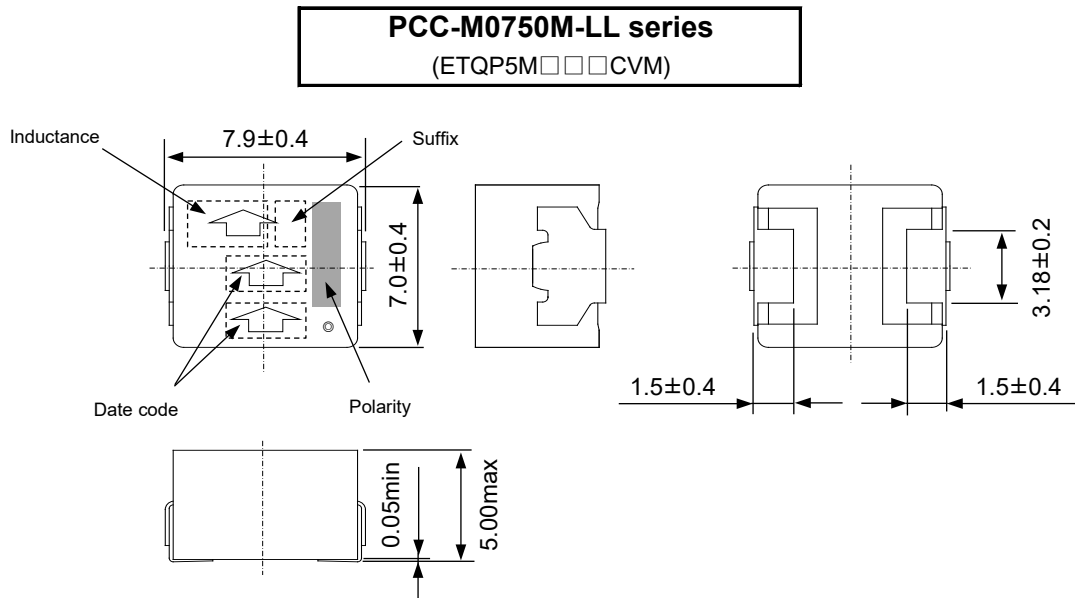 PCC-M0750M-LL series
(ETQP5M□□□CVM)
Inductance
7.9±0.4
Suffix
7.0±0.4
3.18±0.2
1.5±0.4
1.5±0.4
Date code
Polarity
0.05min
5.00max